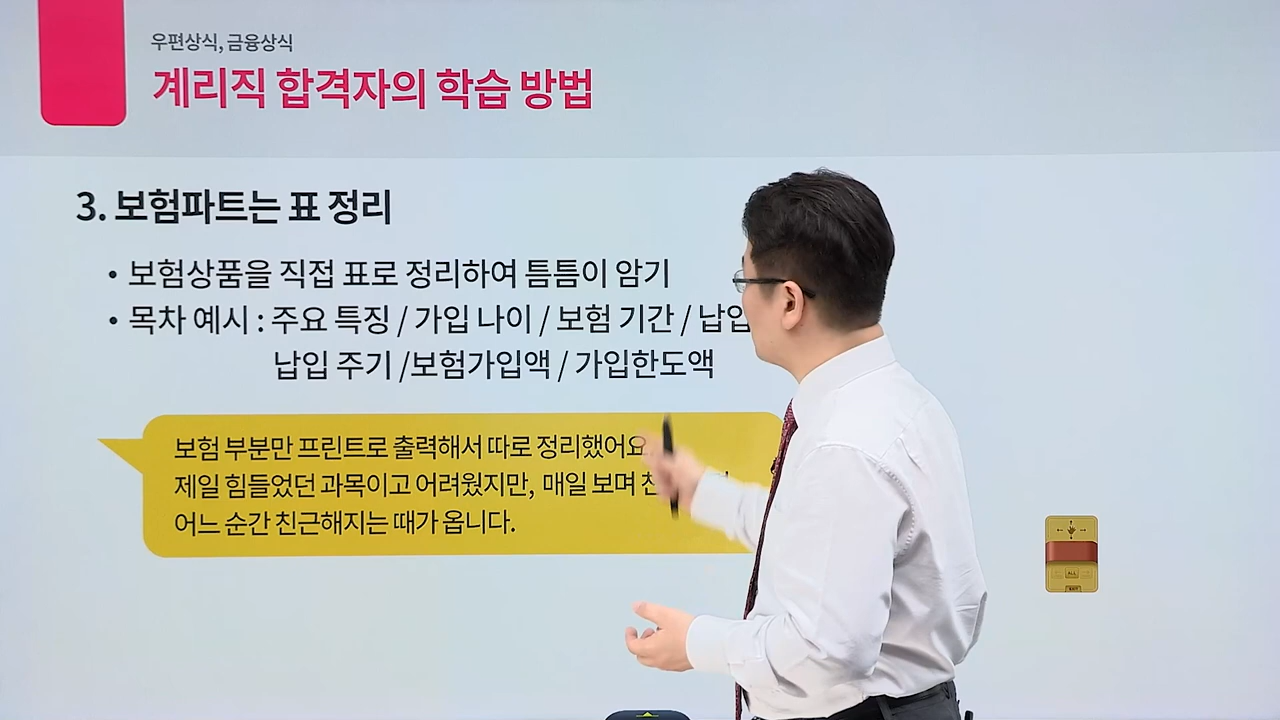 우편상식, 금융상식
계리직 합격자의 학습 방법
3. 보험파트는 표 정리
• 보험상품을 직접 표로 정리하여 틈틈이 암기
• 목차 예시 : 주요 특징 / 가입 나이 / 보험 기간 / 납입
납입 주기 /보험가입액 / 가입한도액
보험 부분만 프린트로 출력해서 따로 정리했어요
제일 힘들었던 과목이고 어려웠지만, 매일 보며
어느 순간 친근해지는 때가 옵니다.
ALL